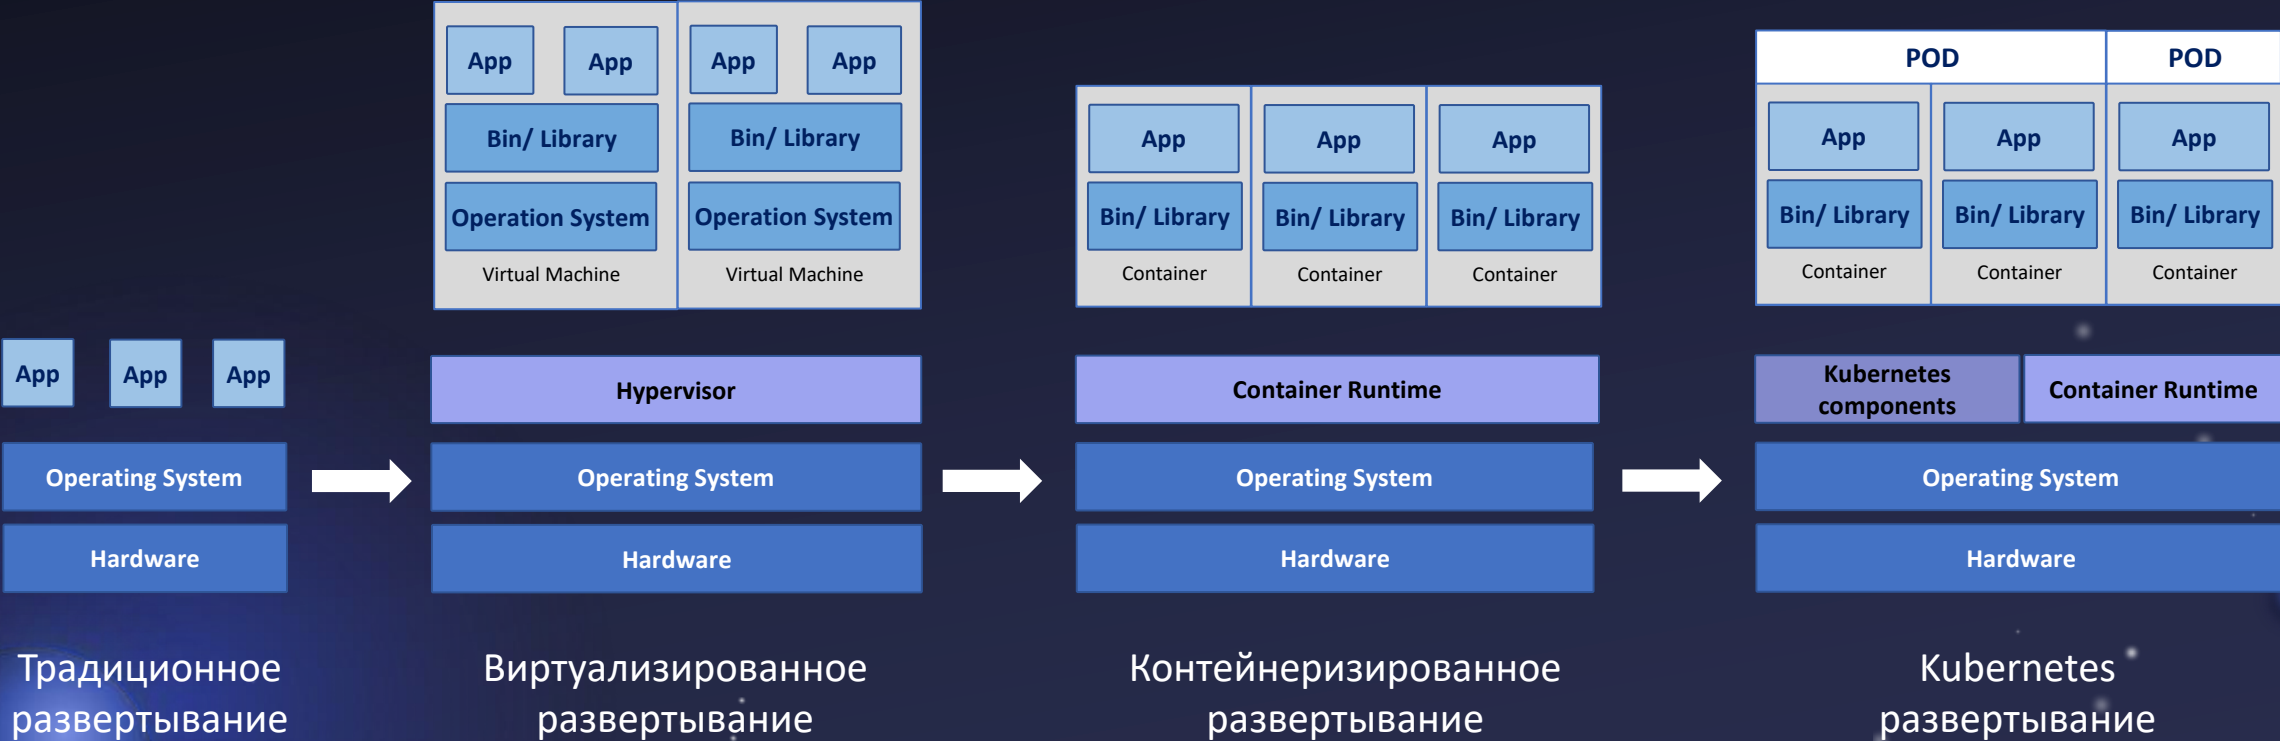 App
App
App
Operating System
Hardware
Традиционное
развертывание
App
App
Bin/ Library
Operation System
Virtual Machine
App
App
Bin/ Library
Operation System
Virtual Machine
Hypervisor
Operating System
Hardware
Виртуализированное
развертывание
App
Bin/ Library
Container
App
Bin/ Library
Container
App
Bin/ Library
Container
Container Runtime
Operating System
Hardware
Контейнеризированное
развертывание
POD
App
Bin/ Library
Container
App
Bin/ Library
Container
POD
App
Bin/ Library
Container
Kubernetes
components
Container Runtime
Operating System
Hardware
Kubernetes
развертывание